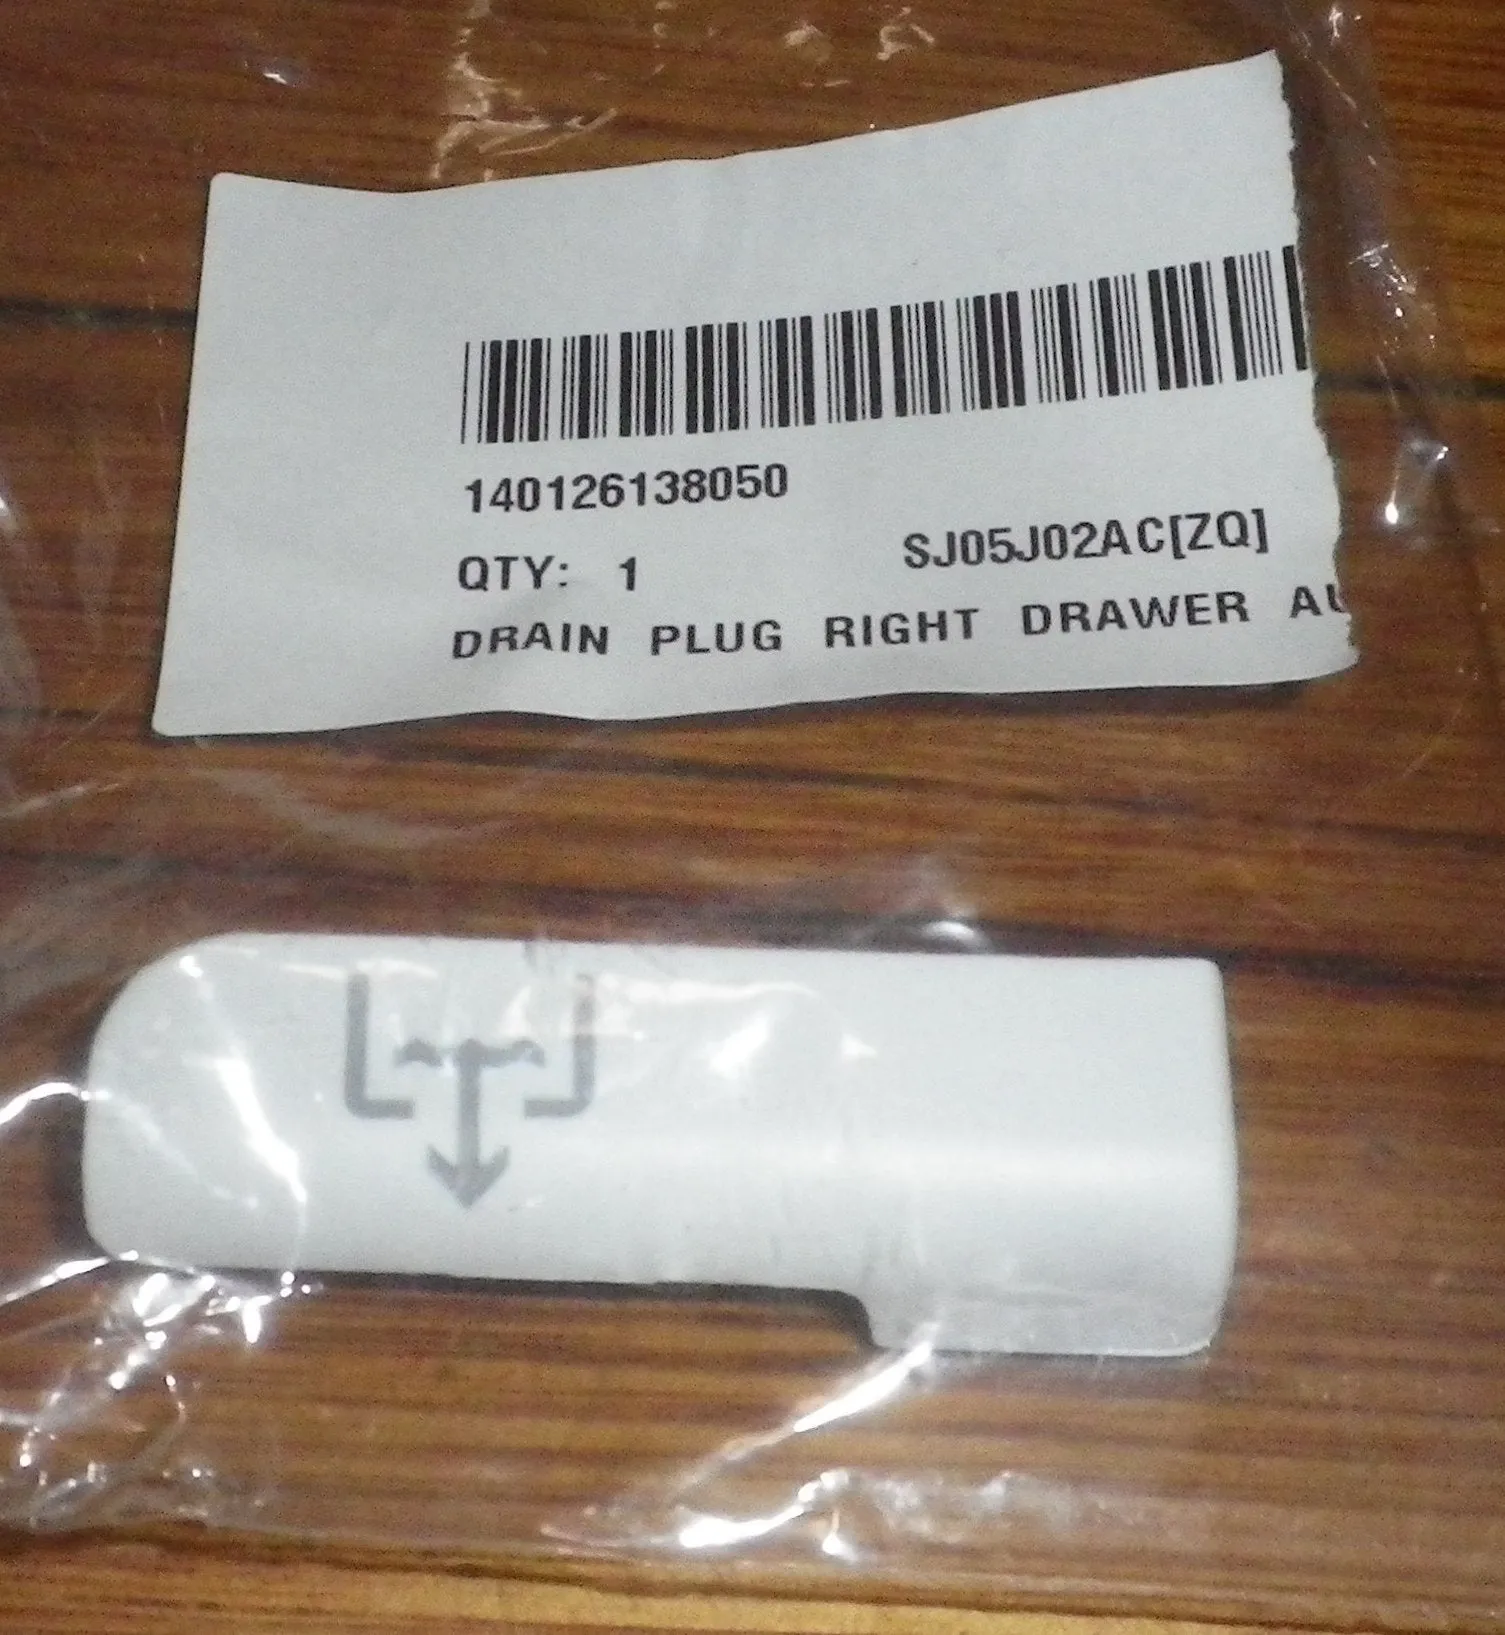 140126138050
QTY: 1 SJ05J02AC[ZQ]
DRAIN PLUG RIGHT DRAWER